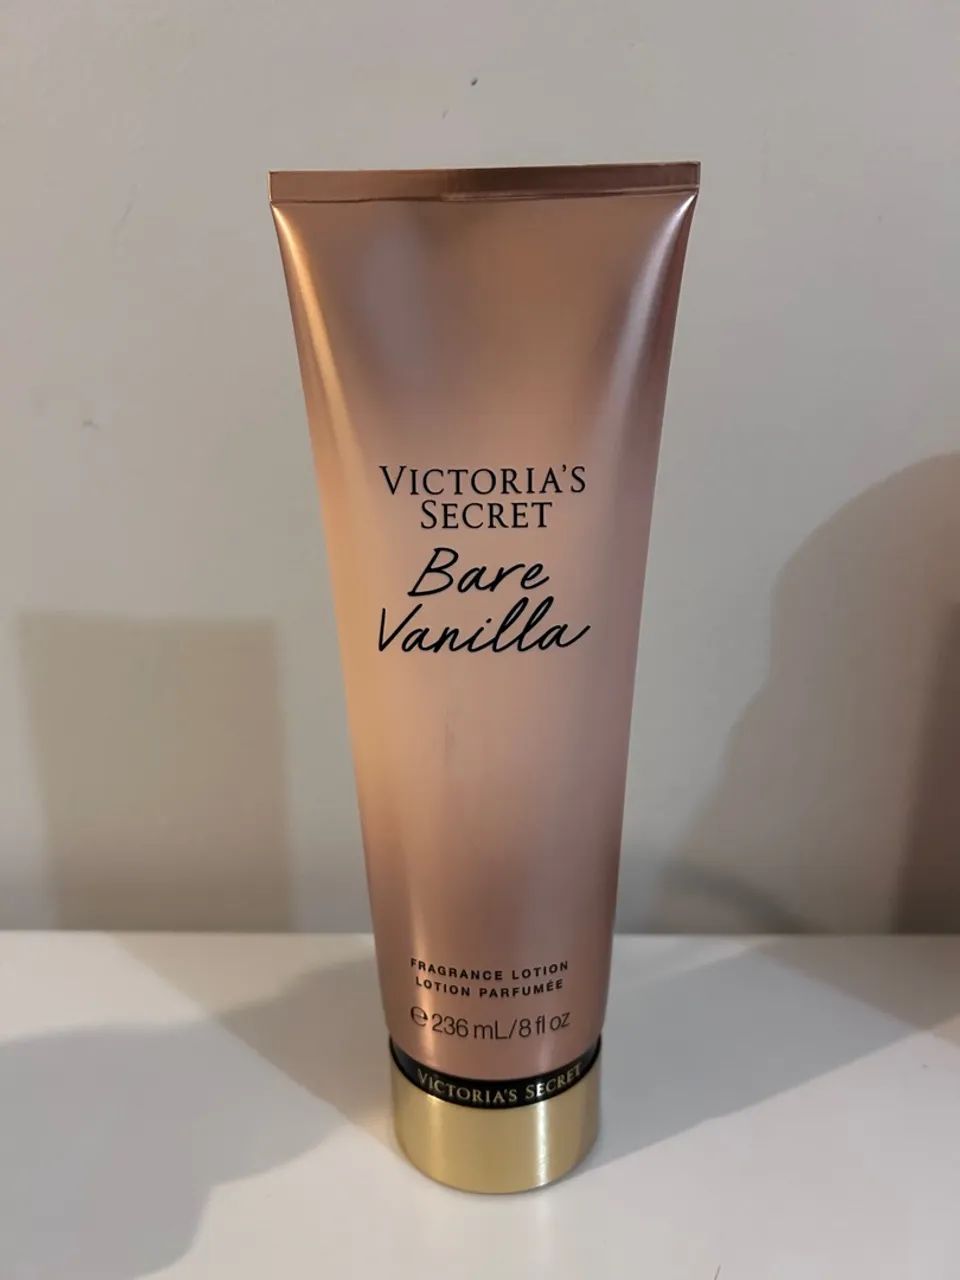 VICTORIA'S
SECRET
Bare
Vanilla
FRAGRANCE LOTION
LOTION PARFUMÉE
℮ 236 mL/8 fl oz
VICTORIA'S SECRET